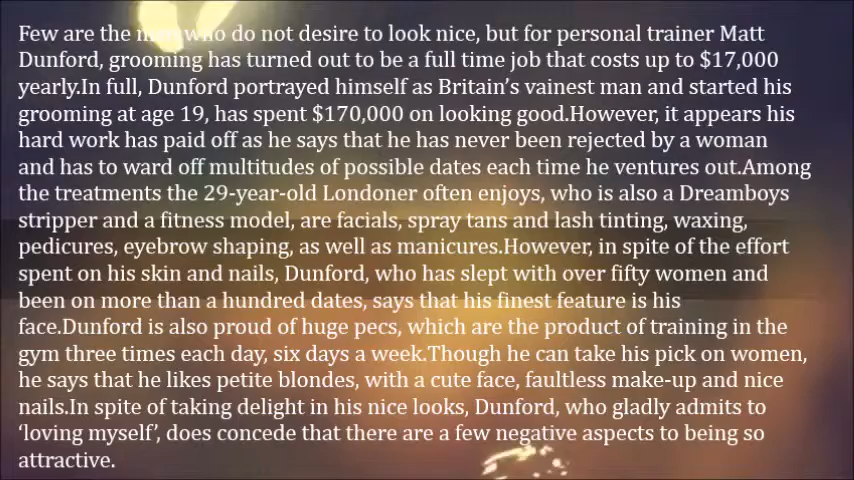 Few are the men who do not desire to look nice, but for personal trainer Matt
Dunford, grooming has turned out to be a full time job that costs up to $17,000
yearly.In full, Dunford portrayed himself as Britain’s vainest man and started his
grooming at age 19, has spent $170,000 on looking good.However, it appears his
hard work has paid off as he says that he has never been rejected by a woman
and has to ward off multitudes of possible dates each time he ventures out.Among
the treatments the 29-year-old Londoner often enjoys, who is also a Dreamboys
stripper and a fitness model, are facials, spray tans and lash tinting, waxing,
pedicures, eyebrow shaping, as well as manicures.However, in spite of the effort
spent on his skin and nails, Dunford, who has slept with over fifty women and
been on more than a hundred dates, says that his finest feature is his
face.Dunford is also proud of huge pecs, which are the product of training in the
gym three times each day, six days a week.Though he can take his pick on women,
he says that he likes petite blondes, with a cute face, faultless make-up and nice
nails.In spite of taking delight in his nice looks, Dunford, who gladly admits to
‘loving myself’, does concede that there are a few negative aspects to being so
attractive.